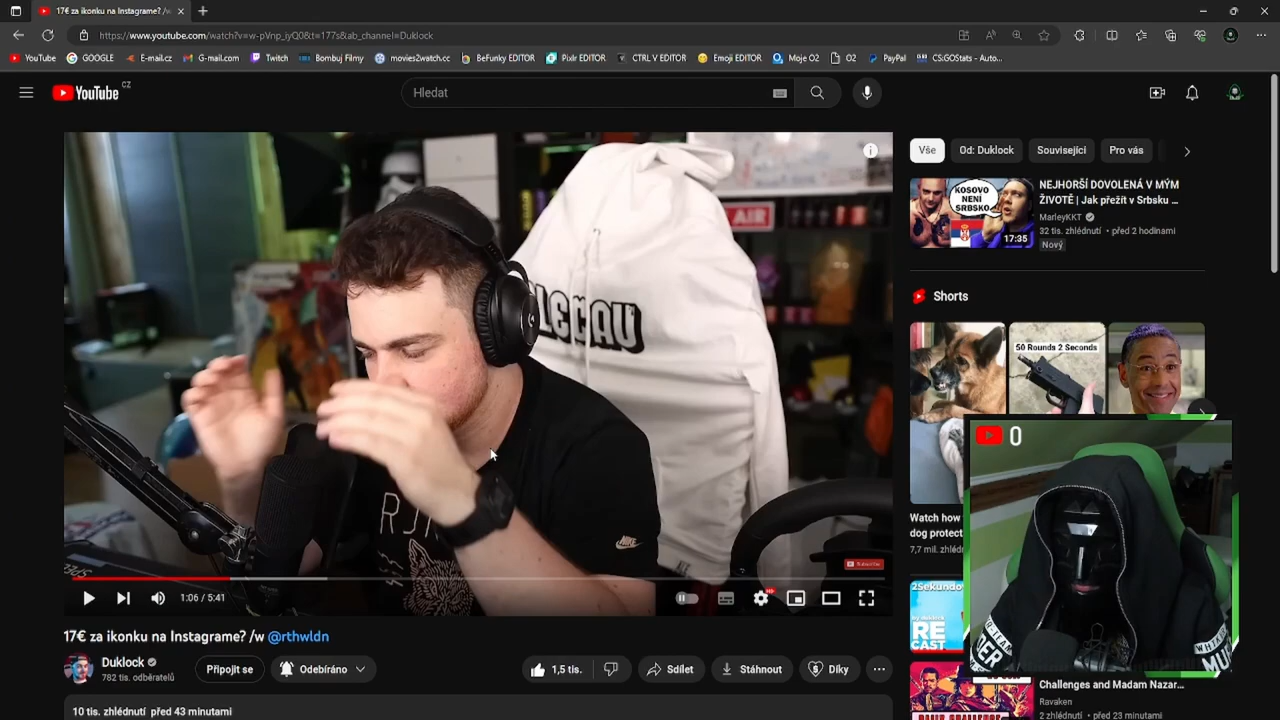 17€ za ikonku na Instagrame? /w
https://www.youtube.com/watch?v=w-pVnp_iyQ0&t=177s&ab_channel=Duklock
YouTube
GOOGLE
E-mail.cz
G-mail.com
Twitch
Bombuj Filmy
movies2watch.cc
BeFunky EDITOR
Pixlr EDITOR
CTRL V EDITOR
Emoji EDITOR
Moje O2
O2
PayPal
CS:GOStats - Auto...
YouTube CZ
Hledat
AIR
NIKE
1:06 / 5:41
17€ za ikonku na Instagrame? /w @rthwldn
Duklock
782 tis. odběratelů
Připojit se
Odebíráno
1,5 tis.
Sdílet
Stáhnout
Díky
10 tis. zhlédnutí před 43 minutami
Vše
Od: Duklock
Související
Pro vás
KOSOVO
NENÍ
SRBSKO
17:35
NEJHORŠÍ DOVOLENÁ V MÝM
ŽIVOTĚ | Jak přežít v Srbsku ...
MarleyKKT
32 tis. zhlédnutí • před 2 hodinami
Nový
Shorts
50 Rounds 2 Seconds
0
Watch how
dog protect
7,7 mil. zhlédn
2Sekundo
RE
CAST
Challenges and Madam Nazar...
Ravaken
2 zhlédnutí • před 23 minutami